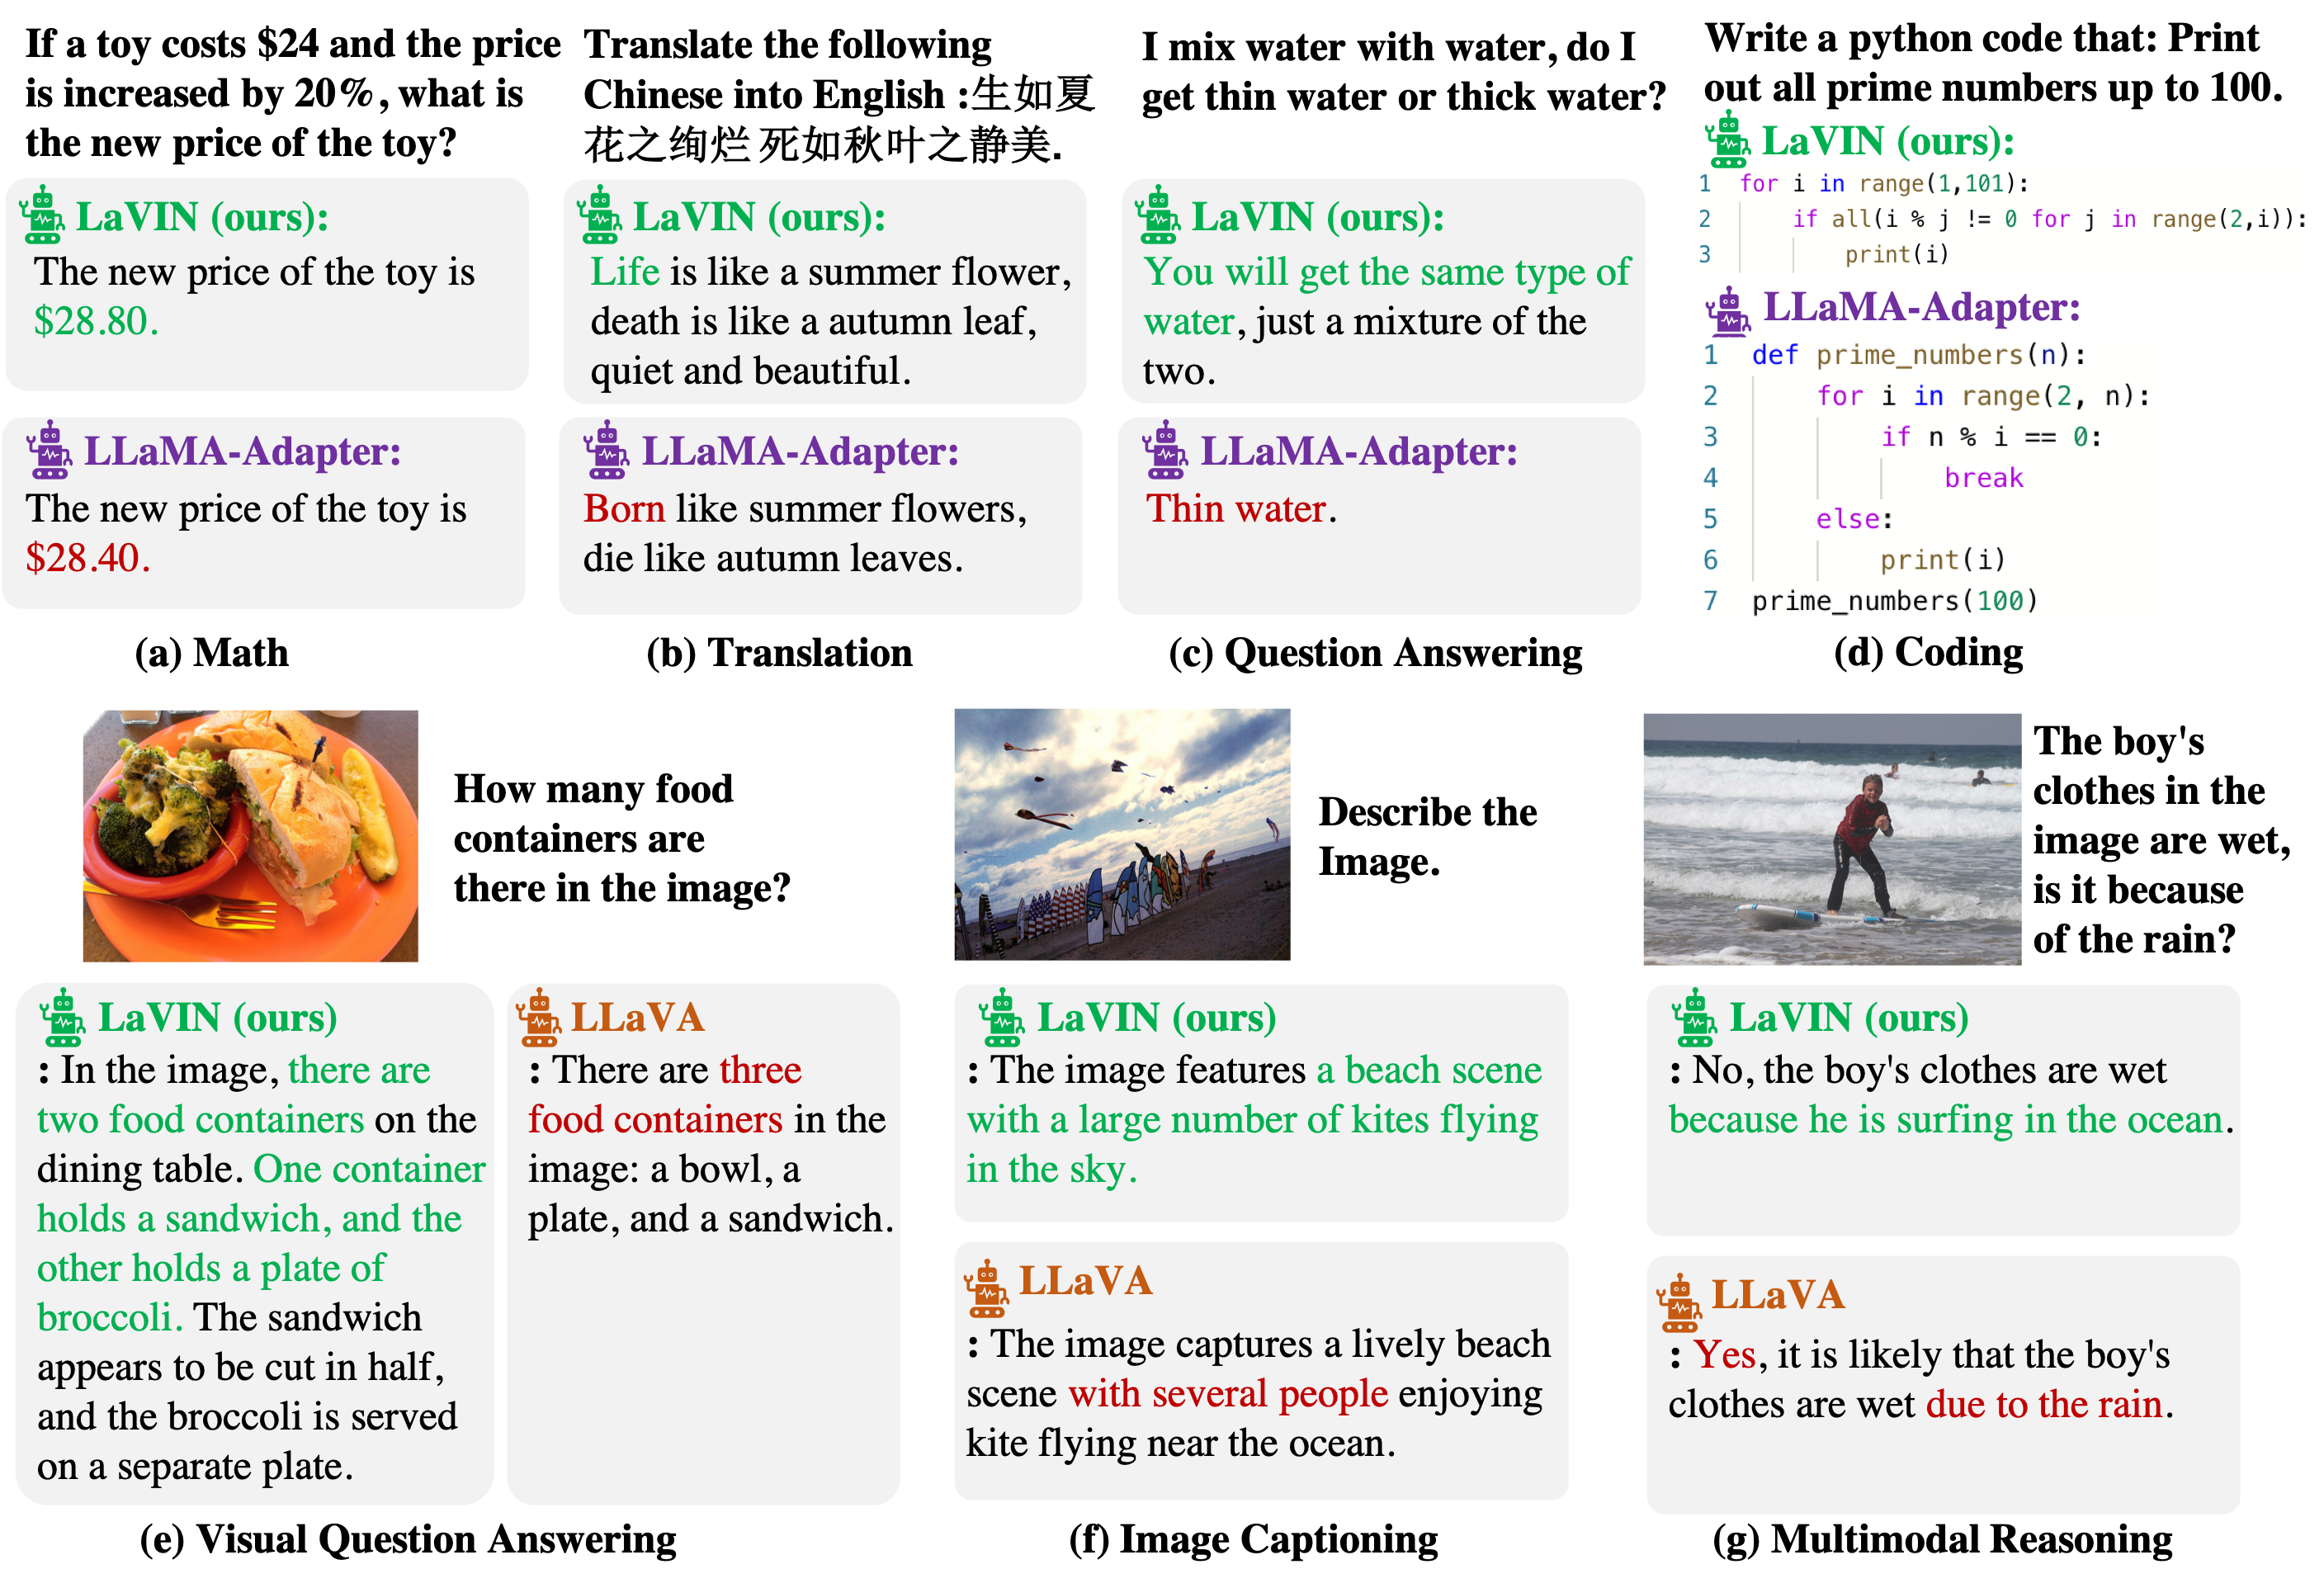 If a toy costs $24 and the price
is increased by 20%, what is
the new price of the toy?
LaVIN (ours):
The new price of the toy is
$28.80.
LLaMA-Adapter:
The new price of the toy is
$28.40.
(a) Math
Translate the following
Chinese into English :生如夏
花之绚烂 死如秋叶之静美.
LaVIN (ours):
Life is like a summer flower,
death is like a autumn leaf,
quiet and beautiful.
LLaMA-Adapter:
Born like summer flowers,
die like autumn leaves.
(b) Translation
I mix water with water, do I
get thin water or thick water?
LaVIN (ours):
You will get the same type of
water, just a mixture of the
two.
LLaMA-Adapter:
Thin water.
(c) Question Answering
Write a python code that: Print
out all prime numbers up to 100.
LaVIN (ours):
1 for i in range(1,101):
2 if all(i % j != 0 for j in range(2,i)):
3 print(i)
LLaMA-Adapter:
1 def prime_numbers(n):
2 for i in range(2, n):
3 if n % i == 0:
4 break
5 else:
6 print(i)
7 prime_numbers(100)
(d) Coding
How many food
containers are
there in the image?
LaVIN (ours)
: In the image, there are
two food containers on the
dining table. One container
holds a sandwich, and the
other holds a plate of
broccoli. The sandwich
appears to be cut in half,
and the broccoli is served
on a separate plate.
LLaVA
: There are three
food containers in the
image: a bowl, a
plate, and a sandwich.
(e) Visual Question Answering
Describe the
Image.
LaVIN (ours)
: The image features a beach scene
with a large number of kites flying
in the sky.
LLaVA
: The image captures a lively beach
scene with several people enjoying
kite flying near the ocean.
(f) Image Captioning
The boy's
clothes in the
image are wet,
is it because
of the rain?
LaVIN (ours)
: No, the boy's clothes are wet
because he is surfing in the ocean.
LLaVA
: Yes, it is likely that the boy's
clothes are wet due to the rain.
(g) Multimodal Reasoning